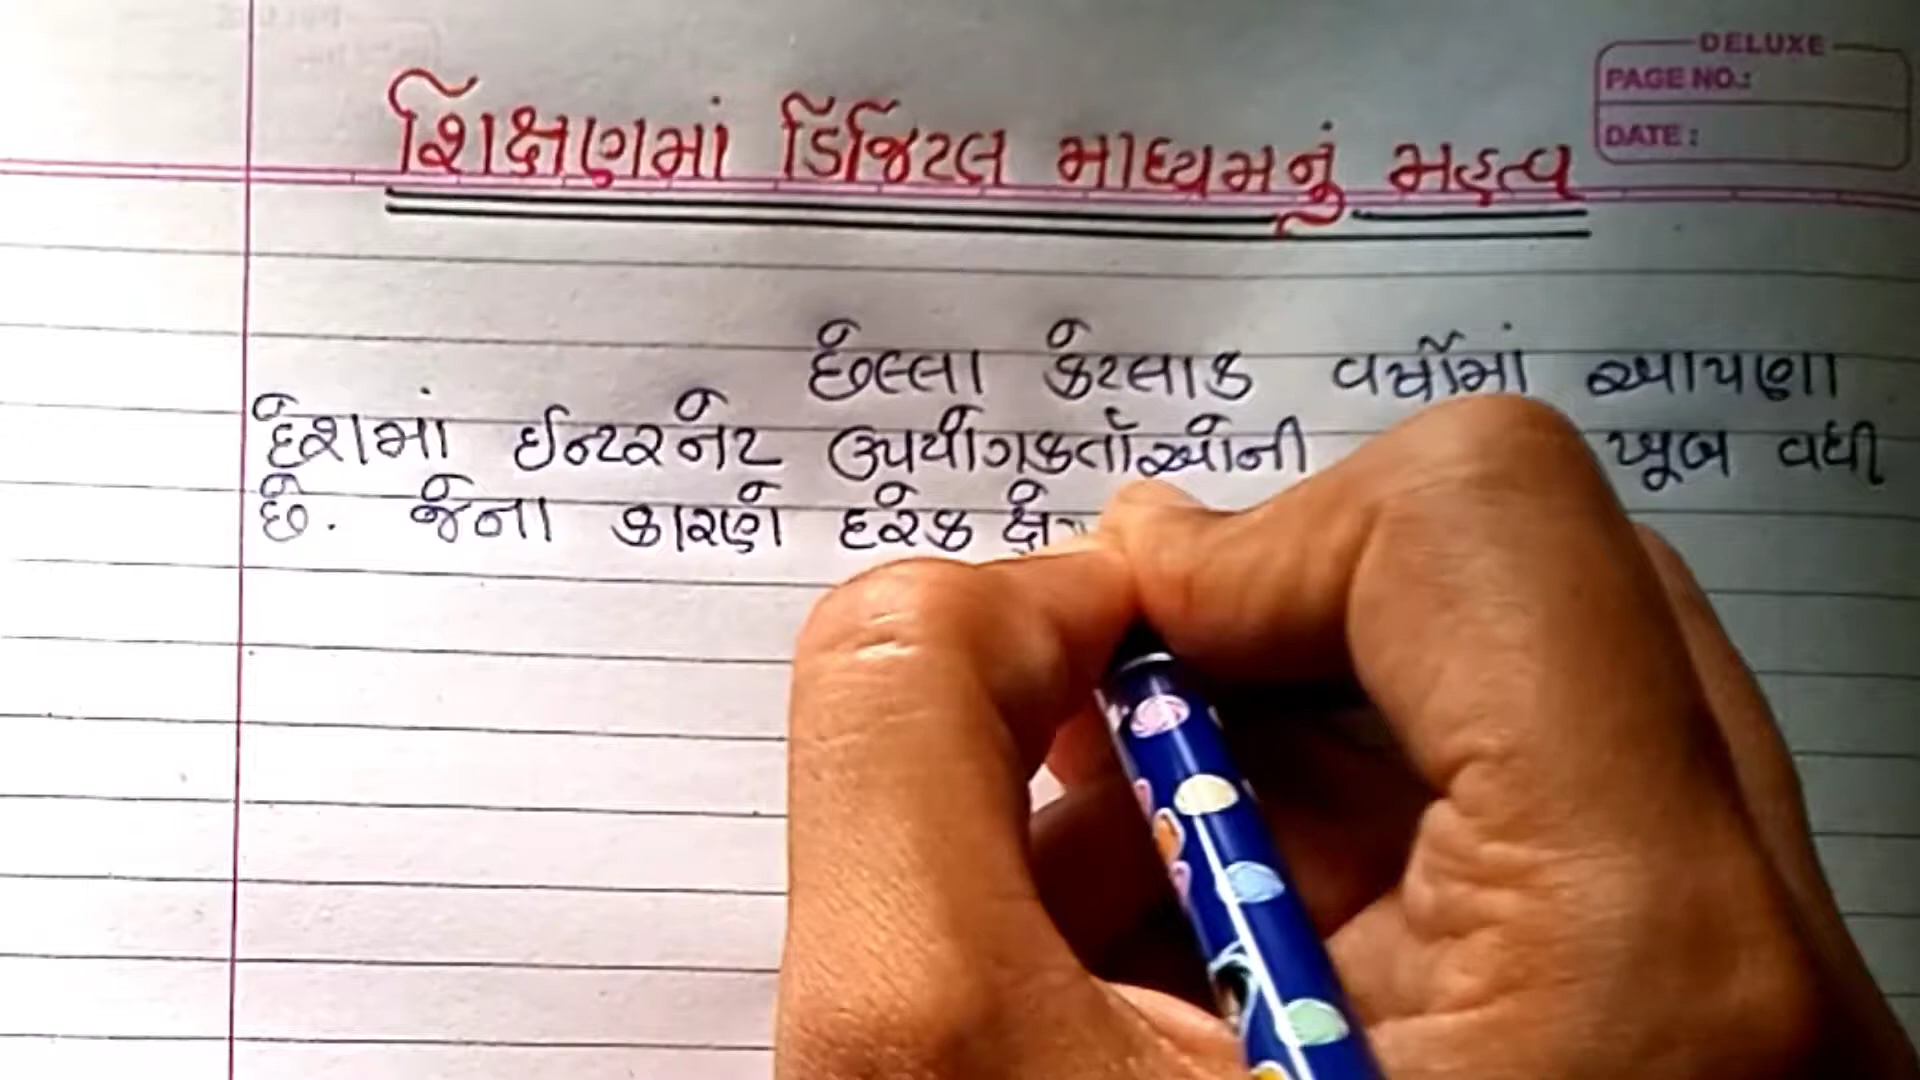 DELUXE
PAGE NO.:
DATE :
શિક્ષણમાં ડિજિટલ માધ્યમનું મહત્વ
છેલ્લા કેટલાક વર્ષોમાં આપણા
દેશમાં ઈન્ટરનેટ ઉપયોગકર્તાઓની ખૂબ વધી
છે. જેના કારણે દરેક